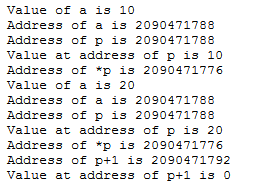 Value of a is 10
Address of a is 2090471788
Address of p is 2090471788
Value at address of p is 10
Address of *p is 2090471776
Value of a is 20
Address of a is 2090471788
Address of p is 2090471788
Value at address of p is 20
Address of *p is 2090471776
Address of p+1 is 2090471792
Value at address of p+1 is 0